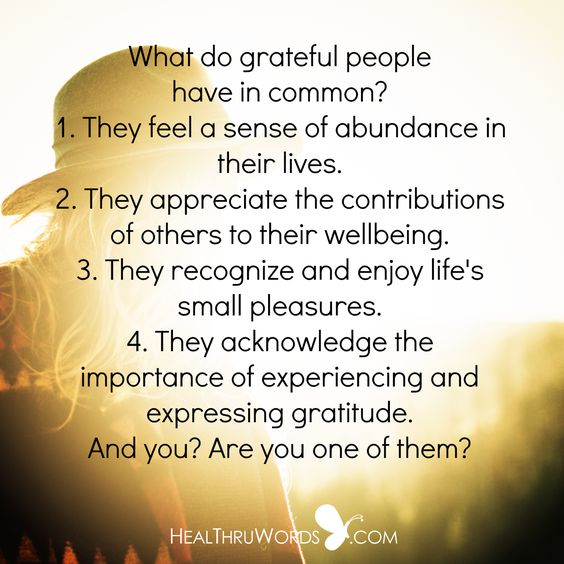 What do grateful people
have in common?
1. They feel a sense of abundance in
their lives.
2. They appreciate the contributions
of others to their wellbeing.
3. They recognize and enjoy life's
small pleasures.
4. They acknowledge the
importance of experiencing and
expressing gratitude.
And you? Are you one of them?
HealThruWords.com